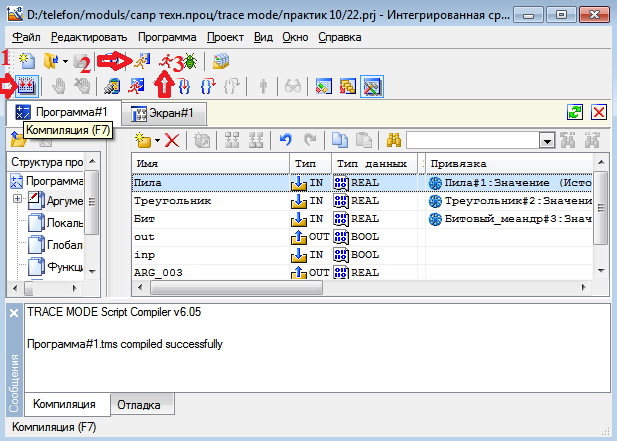 D:/telefon/moduls/сапр техн.проц/trace mode/практик 10/22.prj - Интегрированная ср...
Файл Редактировать Программа Проект Вид Окно Справка
1 2 3
Программа#1 Экран#1
Компиляция (F7)
Структура про
Программа
Аргуме
Локаль
Глобал
Функци
Имя Тип Тип данных Привязка
Пила IN REAL Пила#1:Значение (Исто
Треугольник IN REAL Треугольник#2:Значен
Бит IN REAL Битовый_меандр#3:Знач
out OUT BOOL
inp IN BOOL
ARG_003 OUT REAL
TRACE MODE Script Compiler v6.05
Программа#1.tms compiled successfully
Сообщения
Компиляция Отладка
Компиляция (F7)